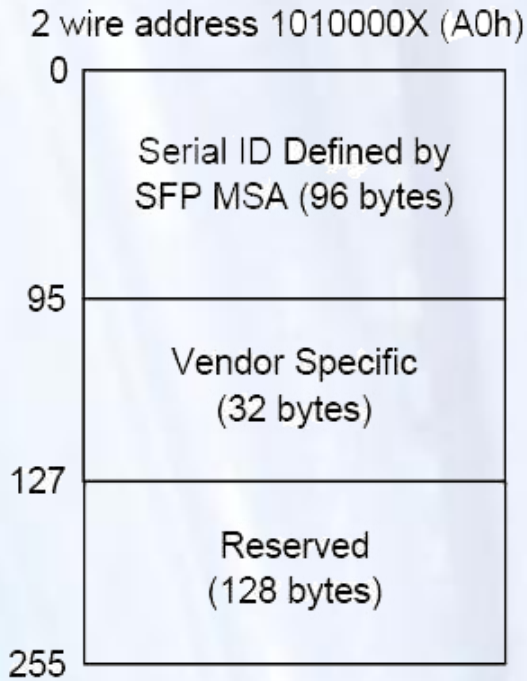 2 wire address 1010000X (A0h)
0
Serial ID Defined by
SFP MSA (96 bytes)
95
Vendor Specific
(32 bytes)
127
Reserved
(128 bytes)
255